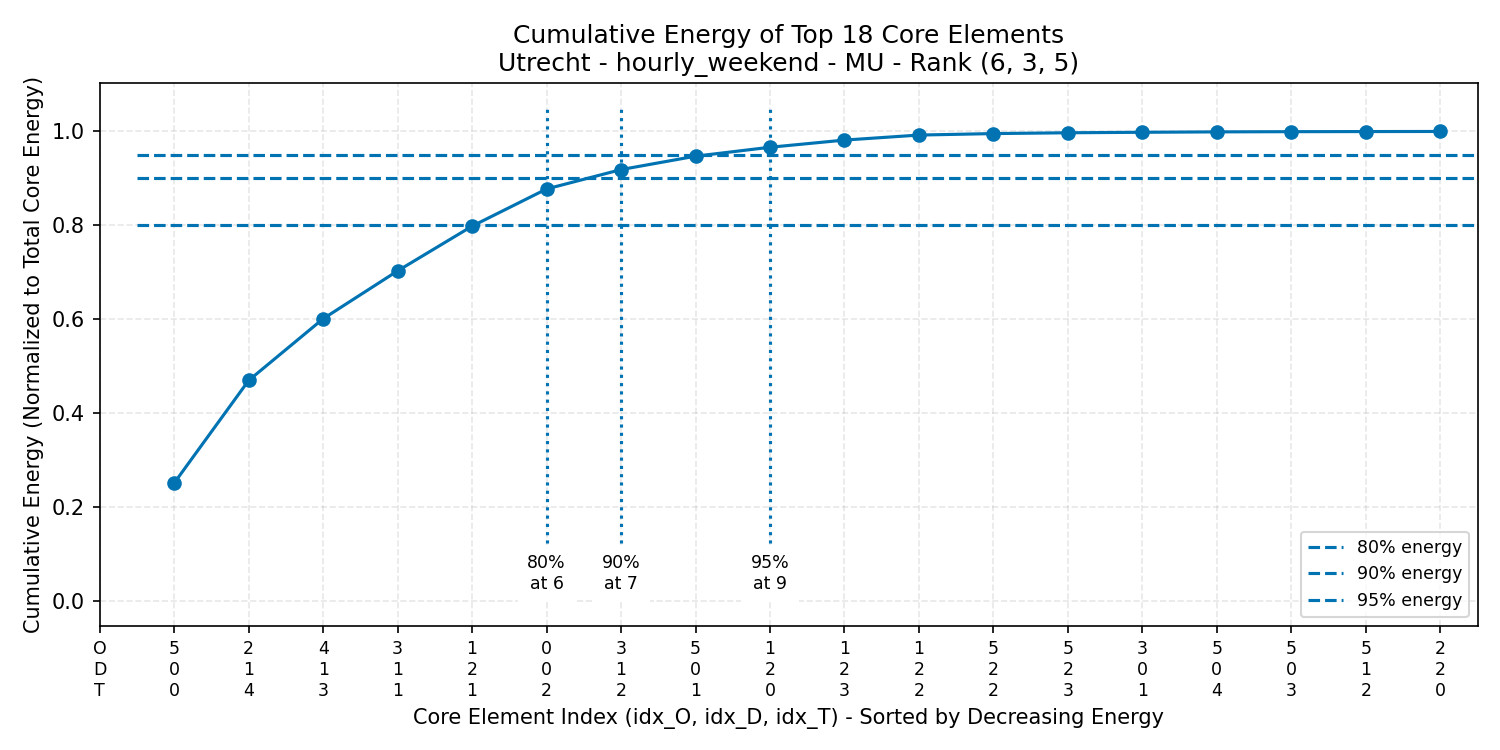 Cumulative Energy of Top 18 Core Elements
Utrecht - hourly_weekend - MU - Rank (6, 3, 5)
Cumulative Energy (Normalized to Total Core Energy)
1.0
0.8
0.6
0.4
0.2
0.0
80% at 6
90% at 7
95% at 9
80% energy
90% energy
95% energy
O 5 2 4 3 1 0 3 5 1 1 1 5 5 3 5 5 5 2
D 0 1 1 1 2 0 1 0 2 2 2 2 2 0 0 0 1 2
T 0 4 3 1 1 2 2 1 0 3 2 2 3 1 4 3 2 0
Core Element Index (idx_O, idx_D, idx_T) - Sorted by Decreasing Energy